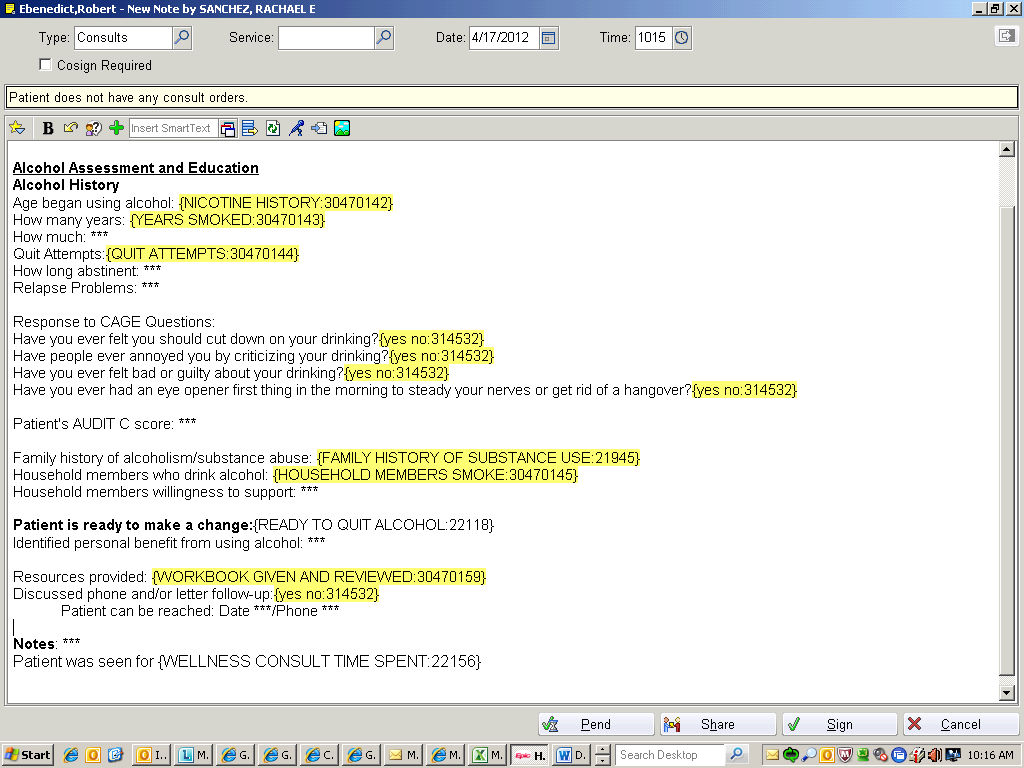 Ebenedict,Robert - New Note by SANCHEZ, RACHAEL E
Type: Consults Service: Date: 4/17/2012 Time: 1015
Cosign Required
Patient does not have any consult orders.
B Insert SmartText
Alcohol Assessment and Education
Alcohol History
Age began using alcohol: {NICOTINE HISTORY:30470142}
How many years: {YEARS SMOKED:30470143}
How much: ***
Quit Attempts:{QUIT ATTEMPTS:30470144}
How long abstinent: ***
Relapse Problems: ***
Response to CAGE Questions:
Have you ever felt you should cut down on your drinking?{yes no:314532}
Have people ever annoyed you by criticizing your drinking?{yes no:314532}
Have you ever felt bad or guilty about your drinking?{yes no:314532}
Have you ever had an eye opener first thing in the morning to steady your nerves or get rid of a hangover?{yes no:314532}
Patient's AUDIT C score: ***
Family history of alcoholism/substance abuse: {FAMILY HISTORY OF SUBSTANCE USE:21945}
Household members who drink alcohol: {HOUSEHOLD MEMBERS SMOKE:30470145}
Household members willingness to support: ***
Patient is ready to make a change:{READY TO QUIT ALCOHOL:22118}
Identified personal benefit from using alcohol: ***
Resources provided: {WORKBOOK GIVEN AND REVIEWED:30470159}
Discussed phone and/or letter follow-up:{yes no:314532}
Patient can be reached: Date ***/Phone ***
Notes: ***
Patient was seen for {WELLNESS CONSULT TIME SPENT:22156}
Pend Share Sign Cancel
Start I.. M. G. G. C. G. M. M. M. H. D. Search Desktop 10:16 AM